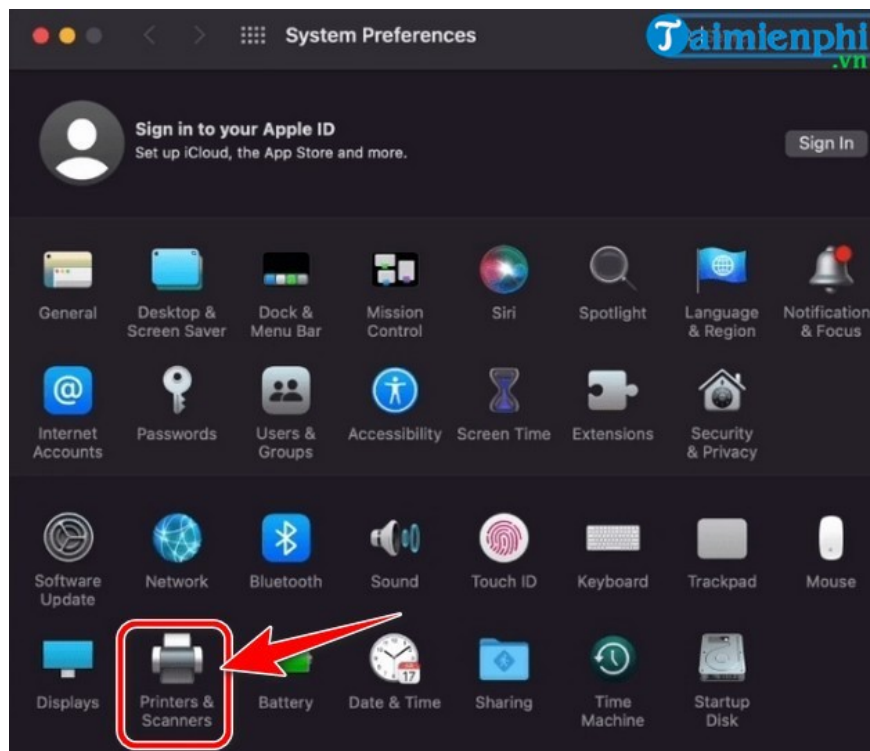 System Preferences
Taimienphi
.vn
Sign in to your Apple ID
Set up iCloud, the App Store and more.
Sign In
General
Desktop &
Screen Saver
Dock &
Menu Bar
Mission
Control
Siri
Spotlight
Language
& Region
Notification
& Focus
Internet
Accounts
Passwords
Users &
Groups
Accessibility
Screen Time
Extensions
Security
& Privacy
Software
Update
Network
Bluetooth
Sound
Touch ID
Keyboard
Trackpad
Mouse
Displays
Printers &
Scanners
Battery
17
Date & Time
Sharing
Time
Machine
Startup
Disk